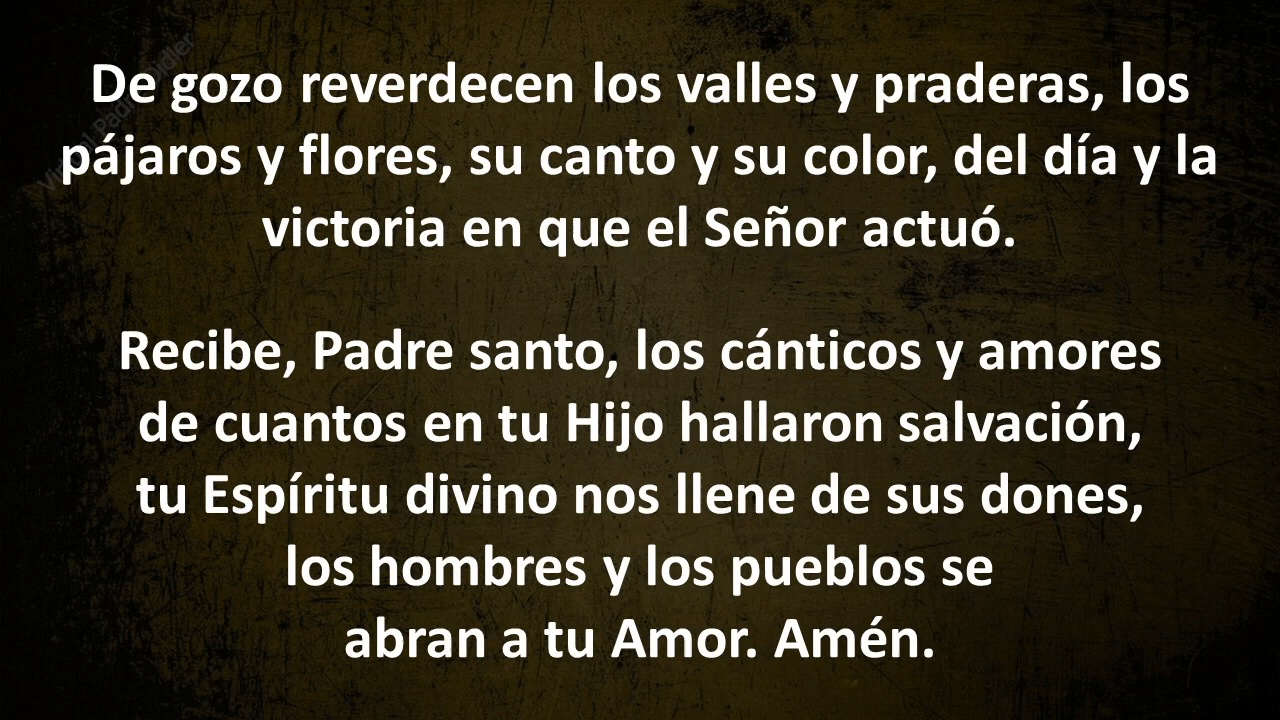 De gozo reverdecen los valles y praderas, los
pájaros y flores, su canto y su color, del día y la
victoria en que el Señor actuó.
Recibe, Padre santo, los cánticos y amores
de cuantos en tu Hijo hallaron salvación,
tu Espíritu divino nos llene de sus dones,
los hombres y los pueblos se
abran a tu Amor. Amén.